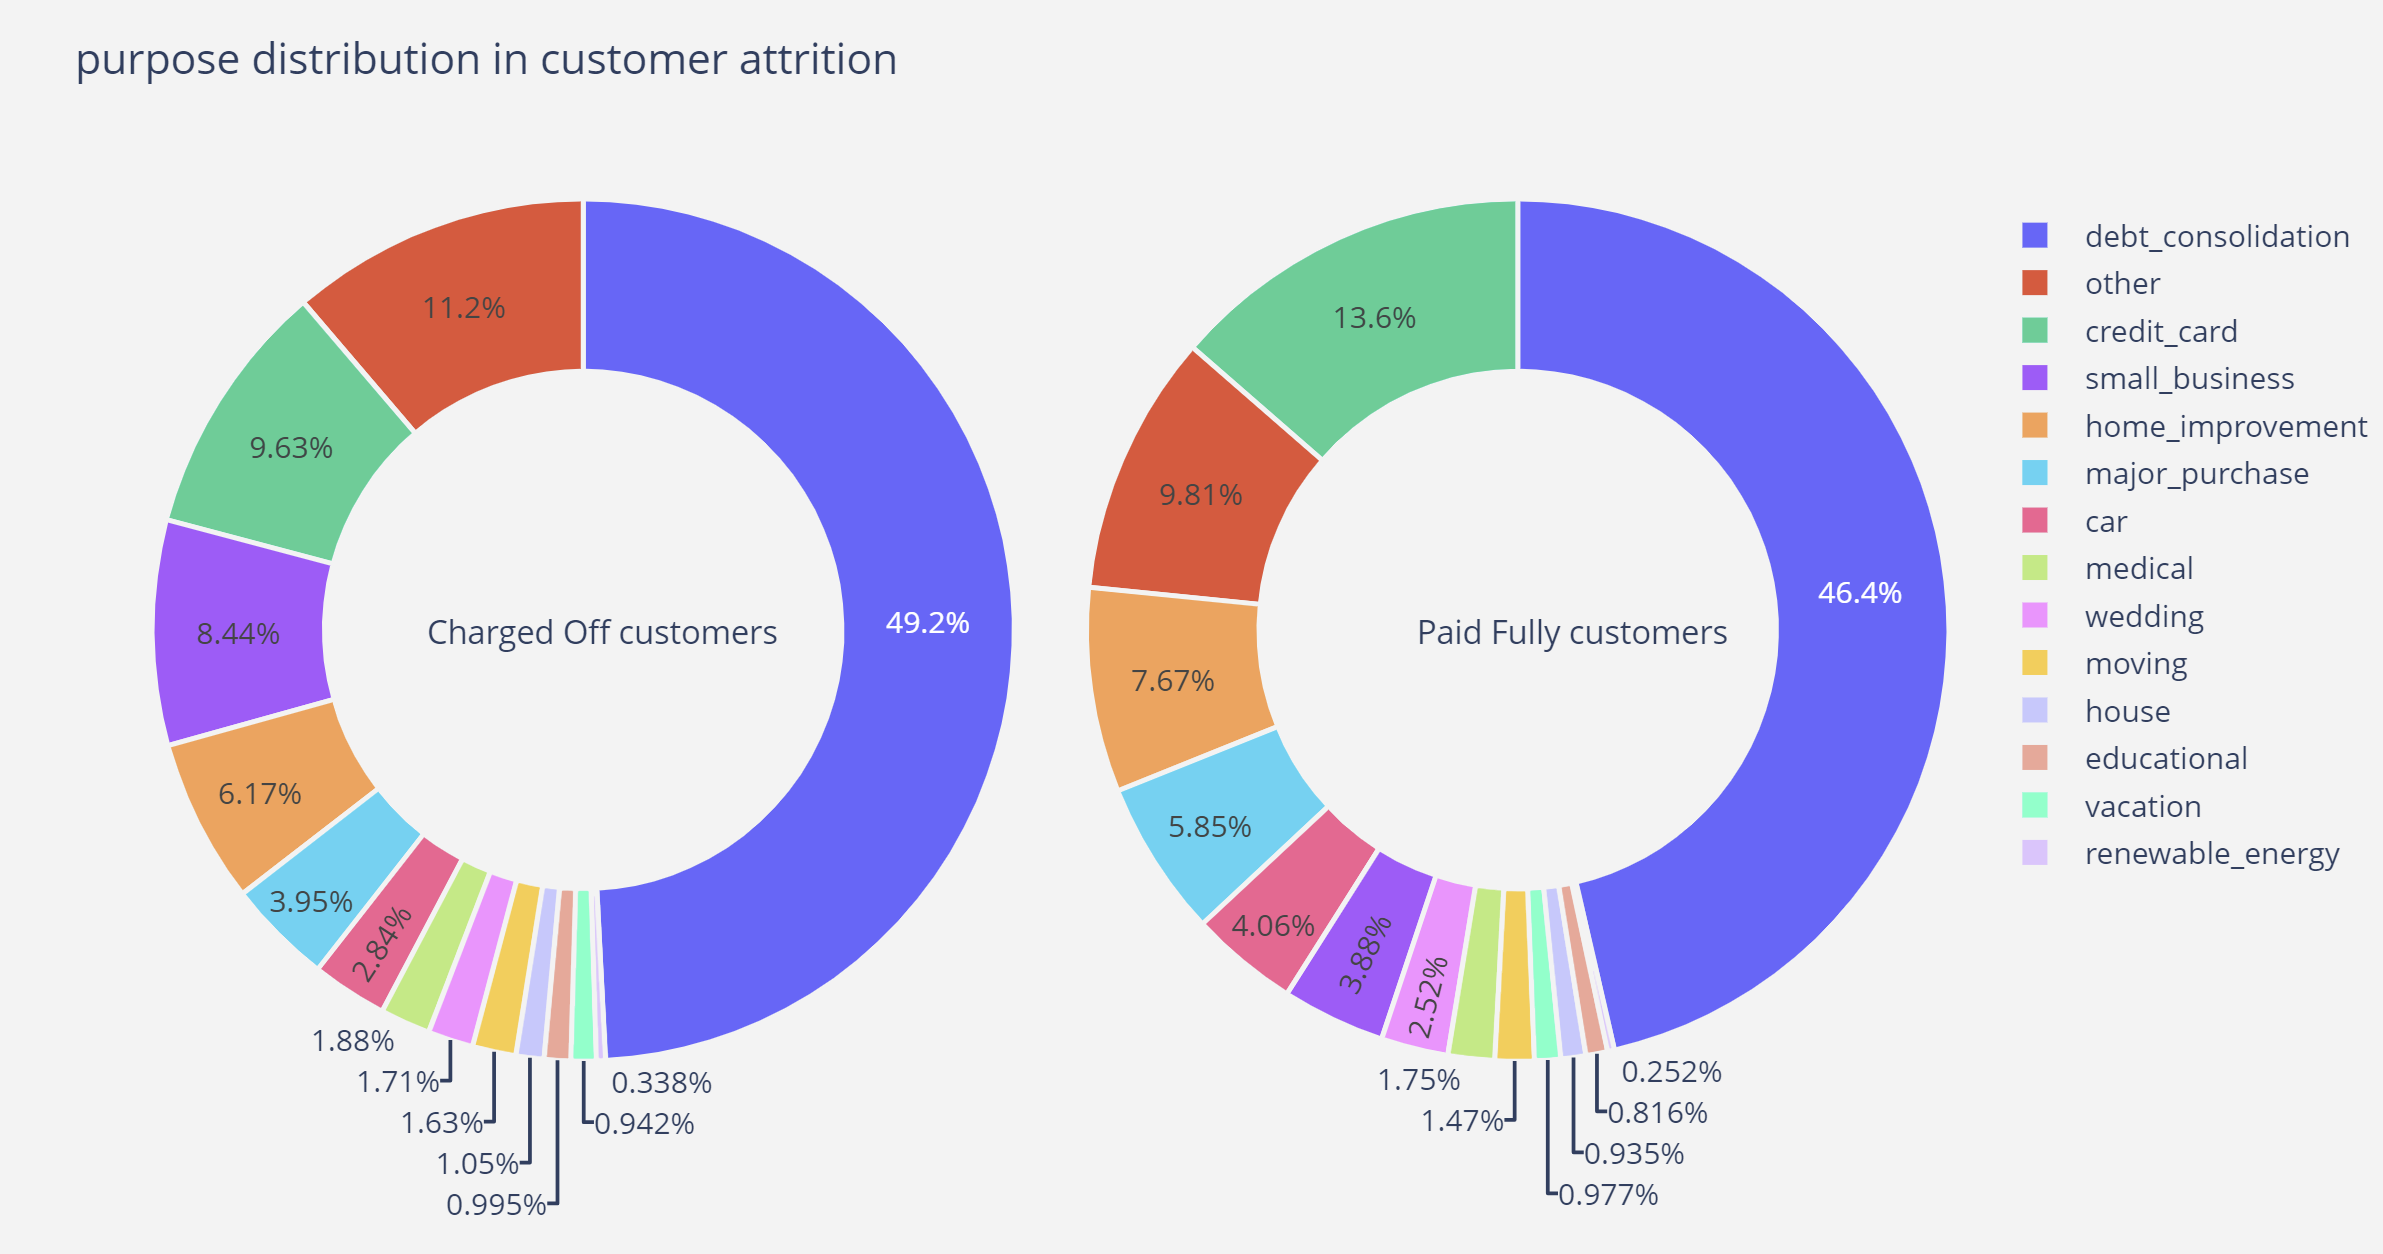 purpose distribution in customer attrition
11.2%
9.63%
8.44%
6.17%
3.95%
2.84%
1.88%
1.71%
1.63%
1.05%
0.995%
0.942%
0.338%
49.2%
Charged Off customers
13.6%
9.81%
7.67%
5.85%
4.06%
3.88%
2.52%
1.75%
1.47%
0.977%
0.935%
0.816%
0.252%
46.4%
Paid Fully customers
debt_consolidation
other
credit_card
small_business
home_improvement
major_purchase
car
medical
wedding
moving
house
educational
vacation
renewable_energy